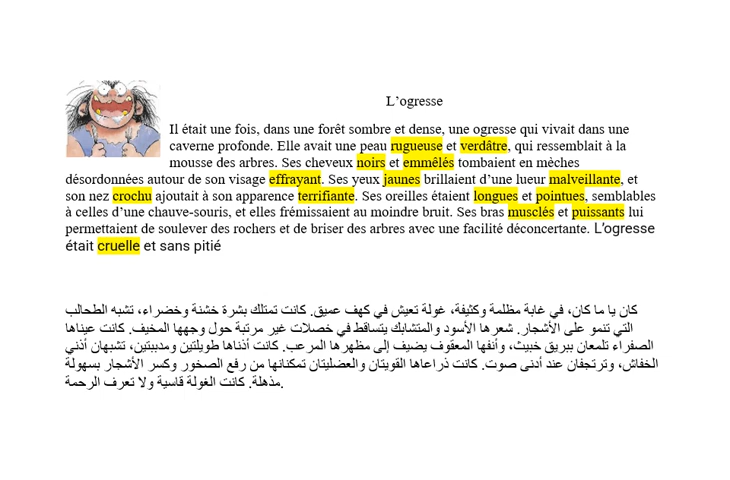 L’ogresse
Il était une fois, dans une forêt sombre et dense, une ogresse qui vivait dans une
caverne profonde. Elle avait une peau rugueuse et verdâtre, qui ressemblait à la
mousse des arbres. Ses cheveux noirs et emmêlés tombaient en mèches
désordonnées autour de son visage effrayant. Ses yeux jaunes brillaient d’une lueur malveillante, et
son nez crochu ajoutait à son apparence terrifiante. Ses oreilles étaient longues et pointues, semblables
à celles d’une chauve-souris, et elles frémissaient au moindre bruit. Ses bras musclés et puissants lui
permettaient de soulever des rochers et de briser des arbres avec une facilité déconcertante. L’ogresse
était cruelle et sans pitié
كان يا ما كان، في غابة مظلمة وكثيفة، غولة تعيش في كهف عميق. كانت تمتلك بشرة خشنة وخضراء، تشبه الطحالب
التي تنمو على الأشجار. شعرها الأسود والمتشابك يتساقط في خصلات غير مرتبة حول وجهها المخيف. كانت عيناها
الصفراء تلمعان ببريق خبيث، وأنفها المعقوف يضيف إلى مظهرها المرعب. كانت أذناها طويلتين ومدببتين، تشبهان أذني
الخفاش، وترتجفان عند أدنى صوت. كانت ذراعاها القويتان والعضليتان تمكنانها من رفع الصخور وكسر الأشجار بسهولة
مذهلة. كانت الغولة قاسية ولا تعرف الرحمة.